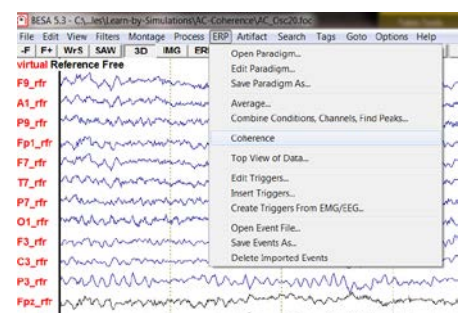 BESA 5.3 - C:\...les\Learn-by-Simulations\AC-Coherence\AC_Osc20.foc
File Edit View Filters Montage Process ERP Artifact Search Tags Goto Options Help
-F F+ WrS SAW 3D IMG ER
virtual Reference Free
Open Paradigm...
Edit Paradigm...
Save Paradigm As...
Average...
Combine Conditions, Channels, Find Peaks...
Coherence
Top View of Data...
Edit Triggers...
Insert Triggers...
Create Triggers From EMG/EEG...
Open Event File...
Save Events As...
Delete Imported Events
F9_rfr
A1_rfr
P9_rfr
Fp1_rfr
F7_rfr
T7_rfr
P7_rfr
O1_rfr
F3_rfr
C3_rfr
P3_rfr
Fpz_rfr